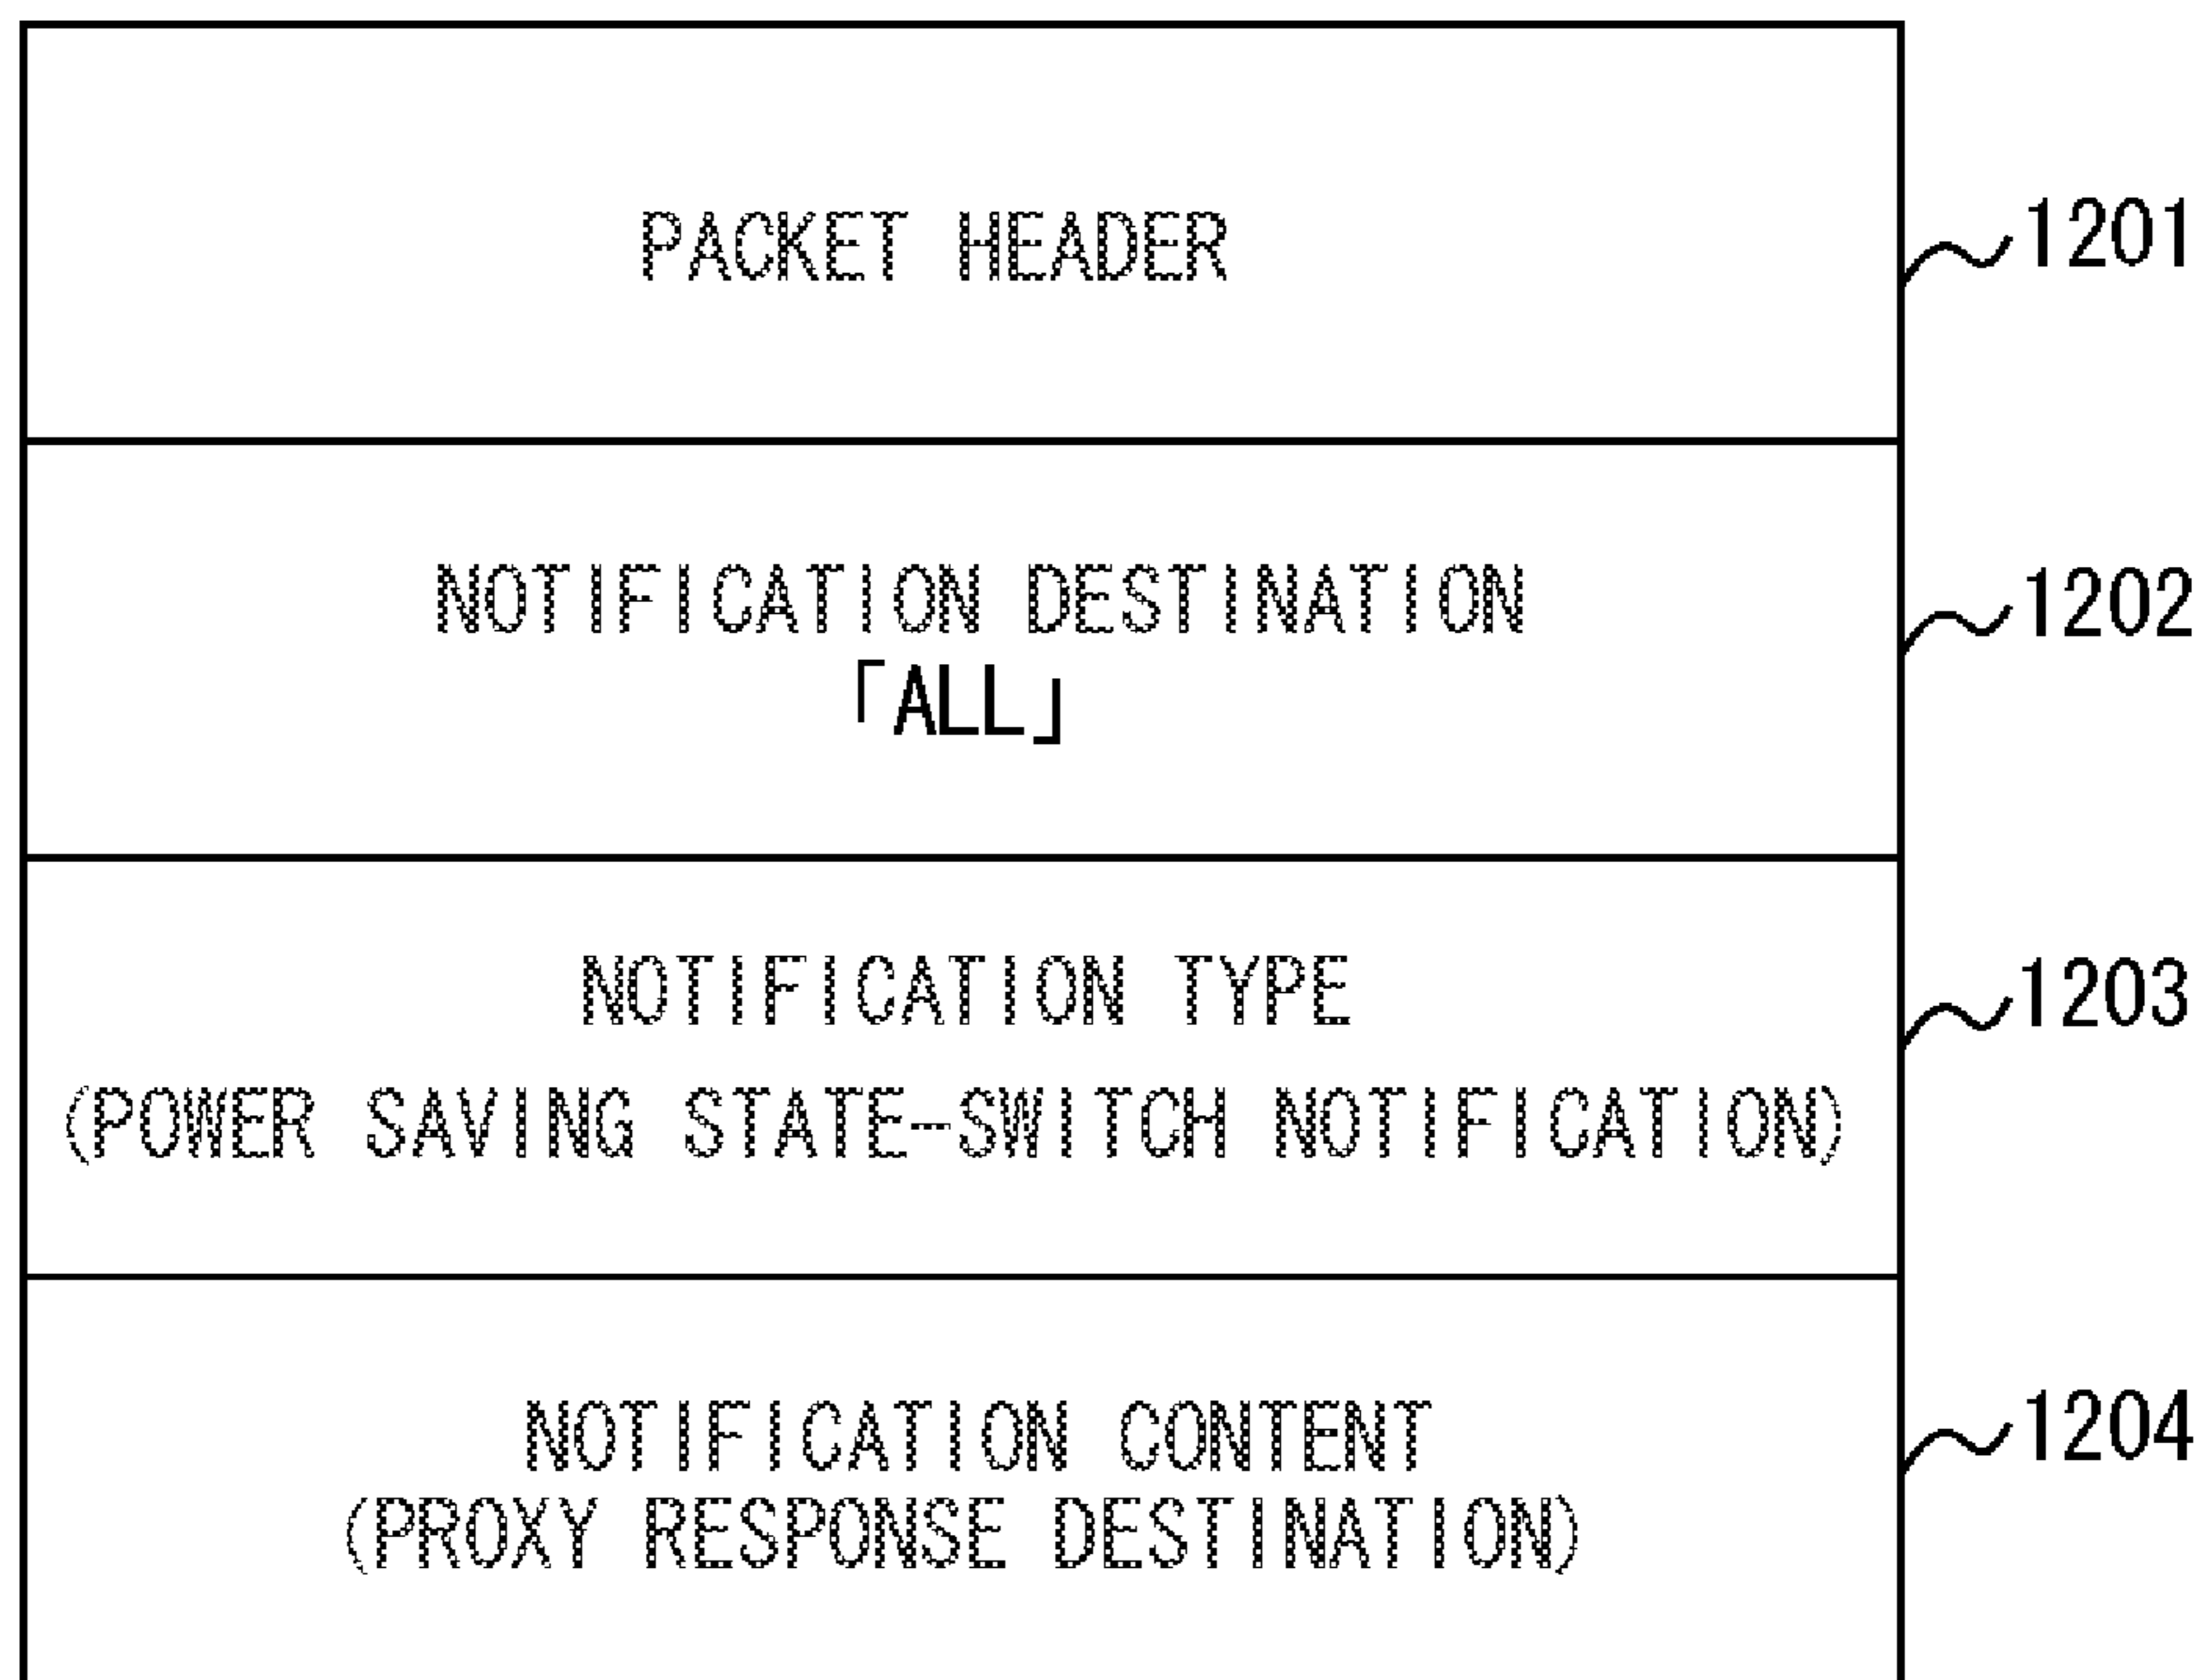 PACKET HEADER
1201
NOTIFICATION DESTINATION
「ALL」
1202
NOTIFICATION TYPE
(POWER SAVING STATE-SWITCH NOTIFICATION)
1203
NOTIFICATION CONTENT
(PROXY RESPONSE DESTINATION)
1204